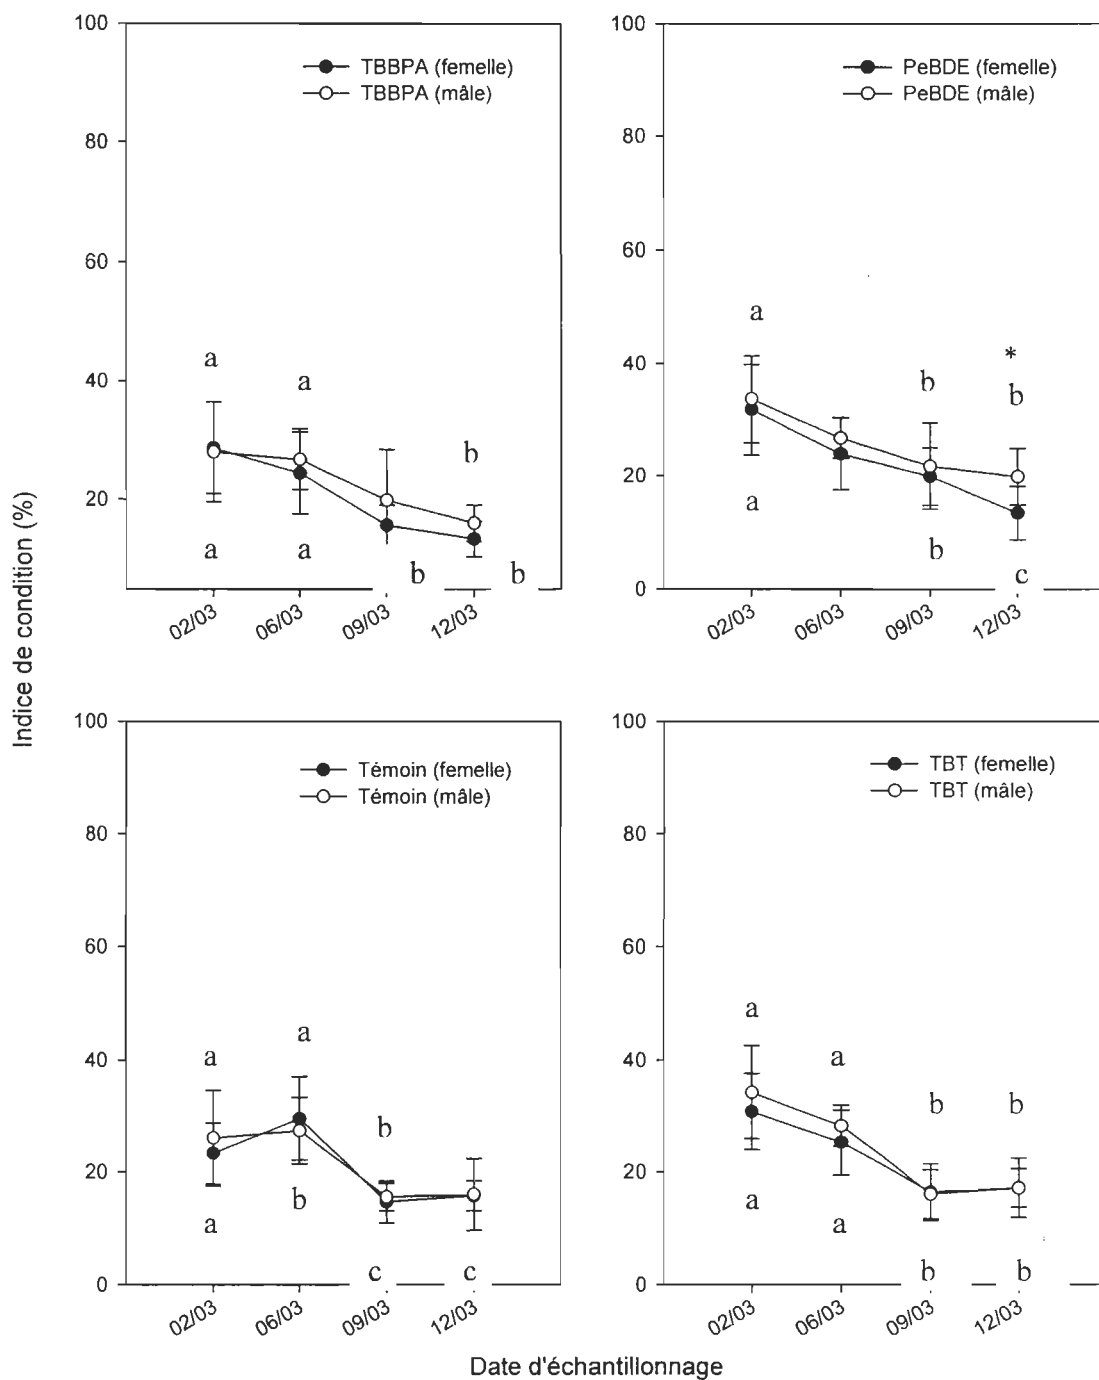 Indice de condition (%)
100
80
60
40
20
TBBPA (femelle)
TBBPA (mâle)
a
a
b
a
a
b
b
02/03
06/03
09/03
12/03
100
80
60
40
20
0
PeBDE (femelle)
PeBDE (mâle)
a
*
b
b
a
b
c
02/03
06/03
09/03
12/03
100
80
60
40
20
0
Témoin (femelle)
Témoin (mâle)
a
a
b
b
a
c
c
02/03
06/03
09/03
12/03
100
80
60
40
20
0
TBT (femelle)
TBT (mâle)
a
a
b
b
a
a
b
b
02/03
06/03
09/03
12/03
Date d'échantillonnage